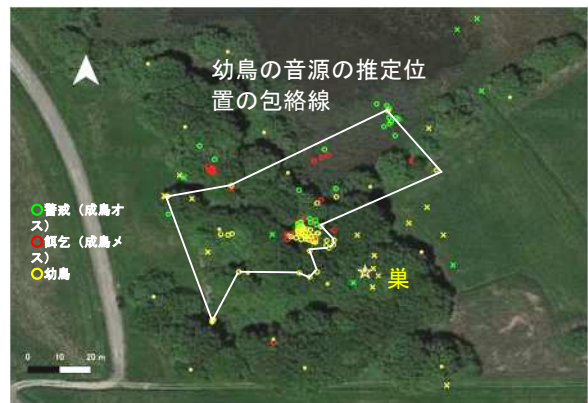 幼鳥の音源の推定位
置の包絡線
警戒（成鳥オ
ス）
餌乞（成鳥メ
ス）
幼鳥
巣
0 10 20 m